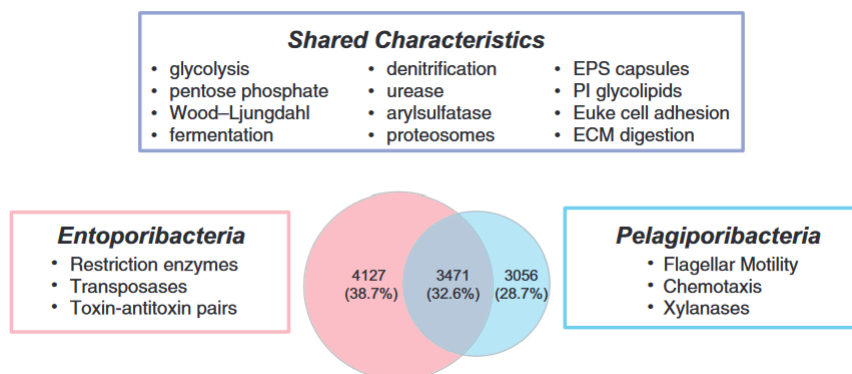 Shared Characteristics
• glycolysis
• pentose phosphate
• Wood–Ljungdahl
• fermentation
• denitrification
• urease
• arylsulfatase
• proteosomes
• EPS capsules
• PI glycolipids
• Euke cell adhesion
• ECM digestion
Entoporibacteria
• Restriction enzymes
• Transposases
• Toxin-antitoxin pairs
4127
(38.7%)
3471
(32.6%)
3056
(28.7%)
Pelagiporibacteria
• Flagellar Motility
• Chemotaxis
• Xylanases